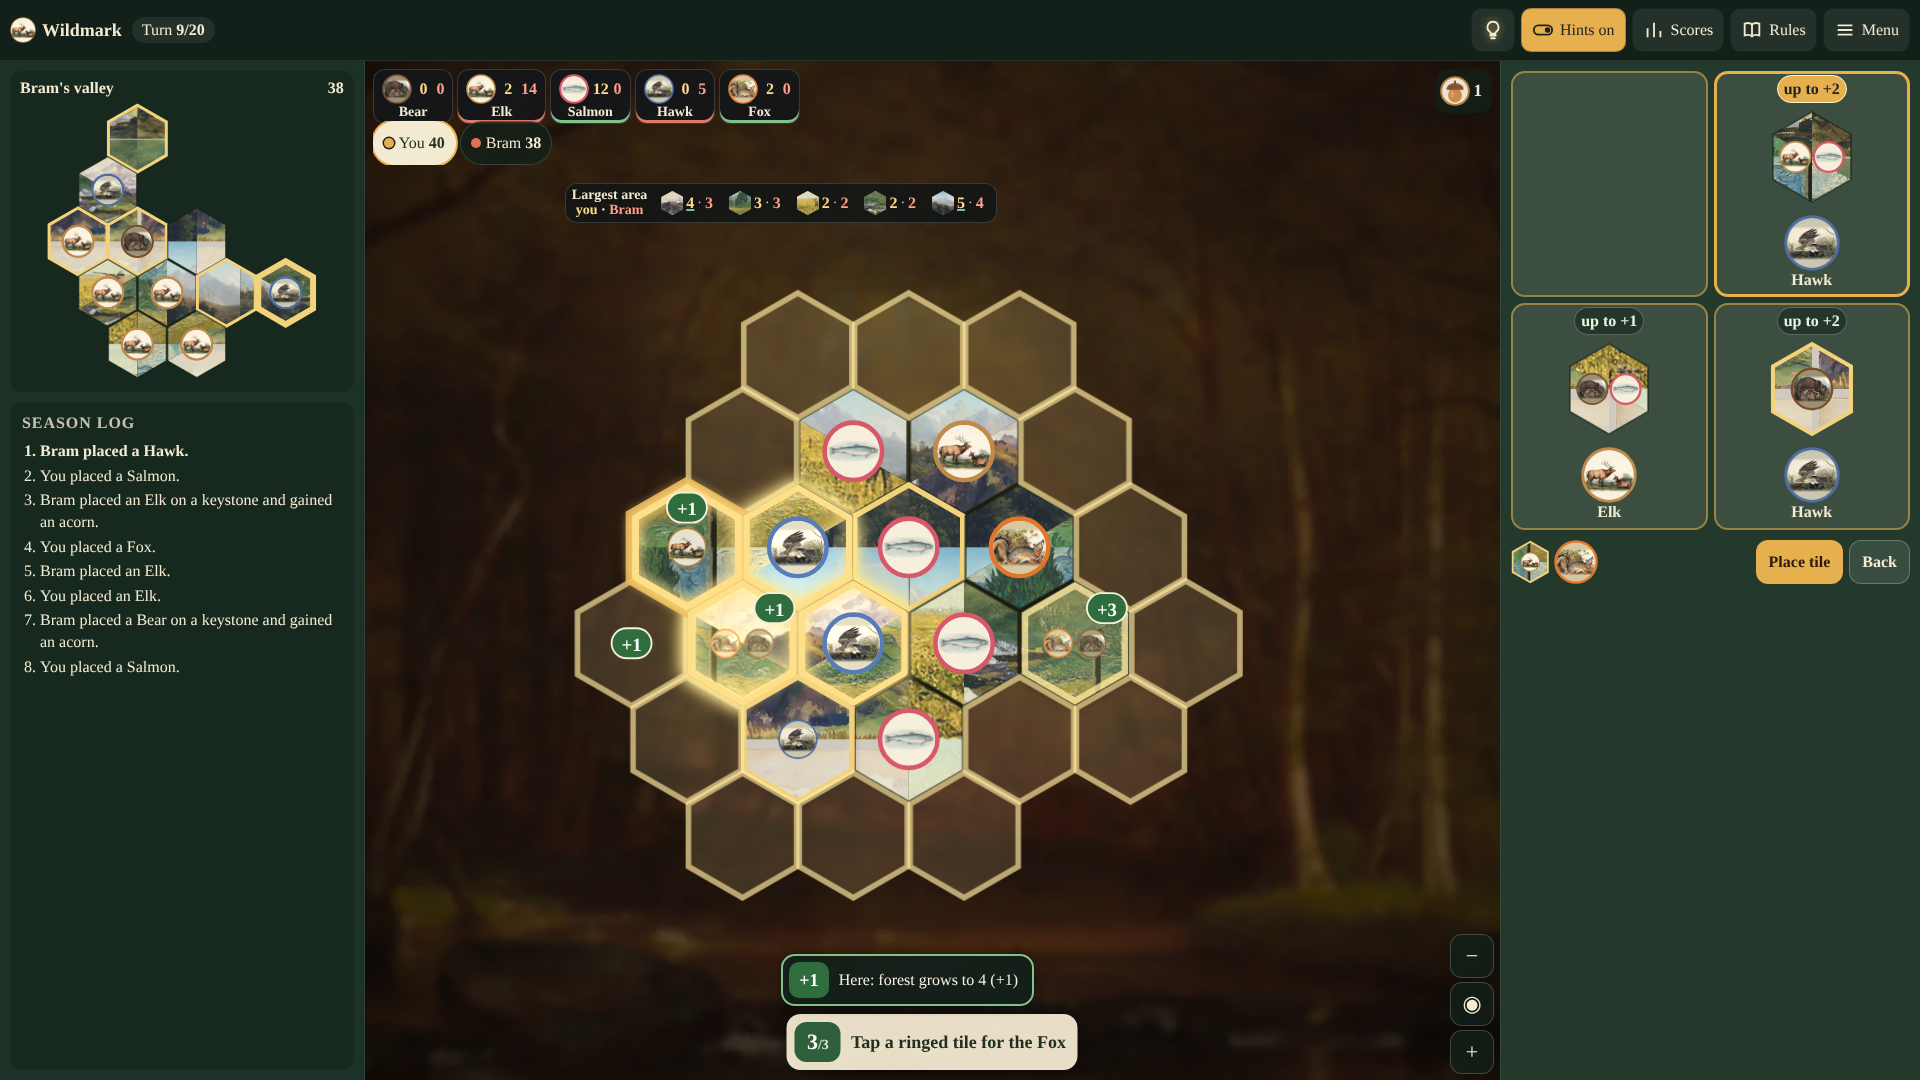 Wildmark
Turn 9/20
Hints on
Scores
Rules
Menu
Bram's valley
38
SEASON LOG
1. Bram placed a Hawk.
2. You placed a Salmon.
3. Bram placed an Elk on a keystone and gained
an acorn.
4. You placed a Fox.
5. Bram placed an Elk.
6. You placed an Elk.
7. Bram placed a Bear on a keystone and gained
an acorn.
8. You placed a Salmon.
0 0
Bear
2 14
Elk
12 0
Salmon
0 5
Hawk
2 0
Fox
You 40
Bram 38
1
Largest area
you · Bram
4 · 3
3 · 3
2 · 2
2 · 2
5 · 4
+1
+1
+3
+1
+1
Here: forest grows to 4 (+1)
3/3
Tap a ringed tile for the Fox
−
+
up to +2
Hawk
up to +1
Elk
up to +2
Hawk
Place tile
Back